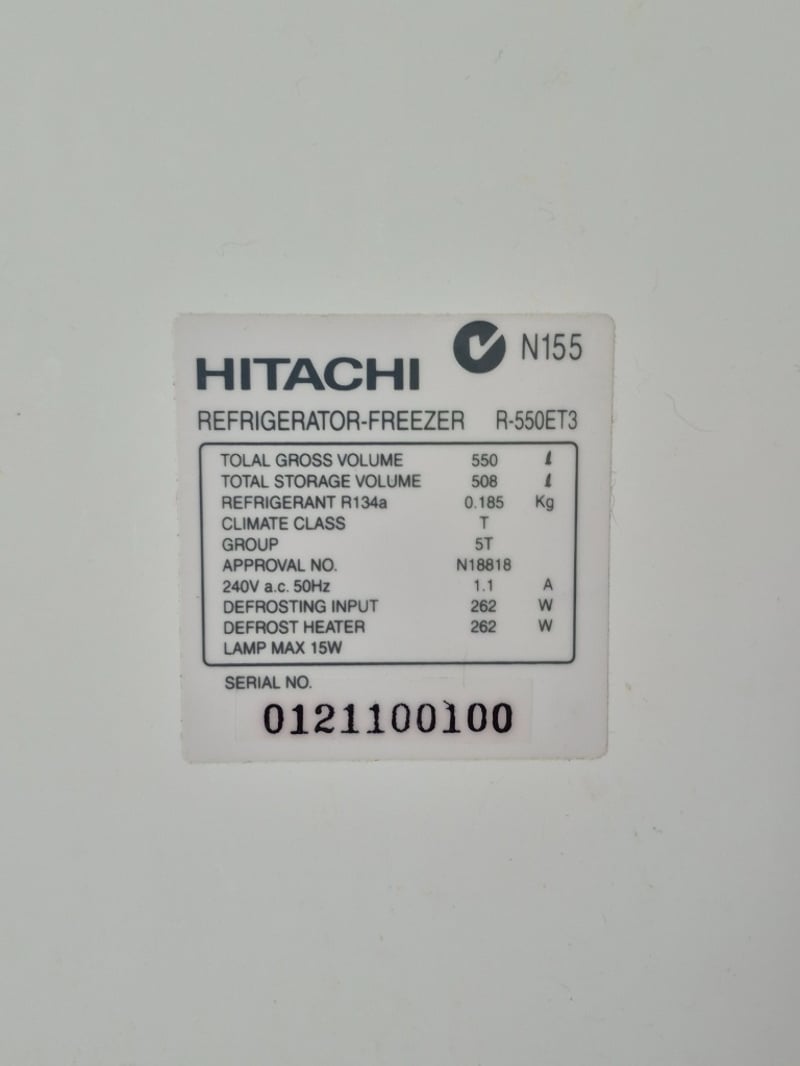 N155
HITACHI
REFRIGERATOR-FREEZER R-550ET3
TOLAL GROSS VOLUME 550 ℓ
TOTAL STORAGE VOLUME 508 ℓ
REFRIGERANT R134a 0.185 Kg
CLIMATE CLASS T
GROUP 5T
APPROVAL NO. N18818
240V a.c. 50Hz 1.1 A
DEFROSTING INPUT 262 W
DEFROST HEATER 262 W
LAMP MAX 15W
SERIAL NO.
0121100100